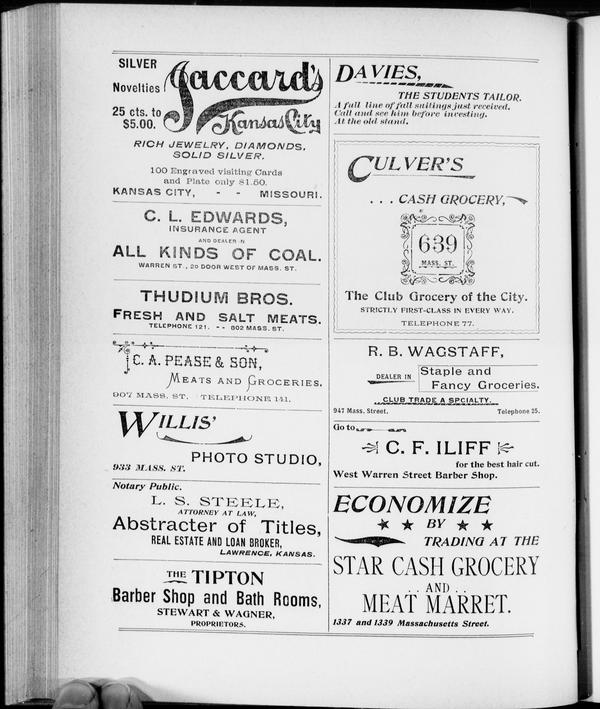 SILVER
Novelties
25 cts. to
$5.00.
Jaccard's
Kansas City
RICH JEWELRY, DIAMONDS,
SOLID SILVER.
100 Engraved visiting Cards
and Plate only $1.50.
KANSAS CITY, - - MISSOURI.
C. L. EDWARDS,
INSURANCE AGENT
AND DEALER IN
ALL KINDS OF COAL.
WARREN ST., 2D DOOR WEST OF MASS. ST.
THUDIUM BROS.
FRESH AND SALT MEATS.
TELEPHONE 121. -- 802 MASS. ST.
C. A. PEASE & SON,
MEATS AND GROCERIES.
907 MASS. ST. TELEPHONE 141.
WILLIS'
PHOTO STUDIO,
933 MASS. ST.
Notary Public.
L. S. STEELE,
ATTORNEY AT LAW,
Abstracter of Titles,
REAL ESTATE AND LOAN BROKER,
LAWRENCE, KANSAS.
THE TIPTON
Barber Shop and Bath Rooms,
STEWART & WAGNER,
PROPRIETORS.
DAVIES,
THE STUDENTS TAILOR.
A full line of fall suitings just received.
Call and see him before investing.
At the old stand.
CULVER'S
... CASH GROCERY,
639
MASS. ST.
The Club Grocery of the City.
STRICTLY FIRST-CLASS IN EVERY WAY.
TELEPHONE 77.
R. B. WAGSTAFF,
DEALER IN
Staple and
Fancy Groceries.
CLUB TRADE A SPCIALTY.
947 Mass. Street. Telephone 25.
Go to
C. F. ILIFF
for the best hair cut.
West Warren Street Barber Shop.
ECONOMIZE
★ ★ BY ★ ★
TRADING AT THE
STAR CASH GROCERY
.. AND ..
MEAT MARRET.
1337 and 1339 Massachusetts Street.